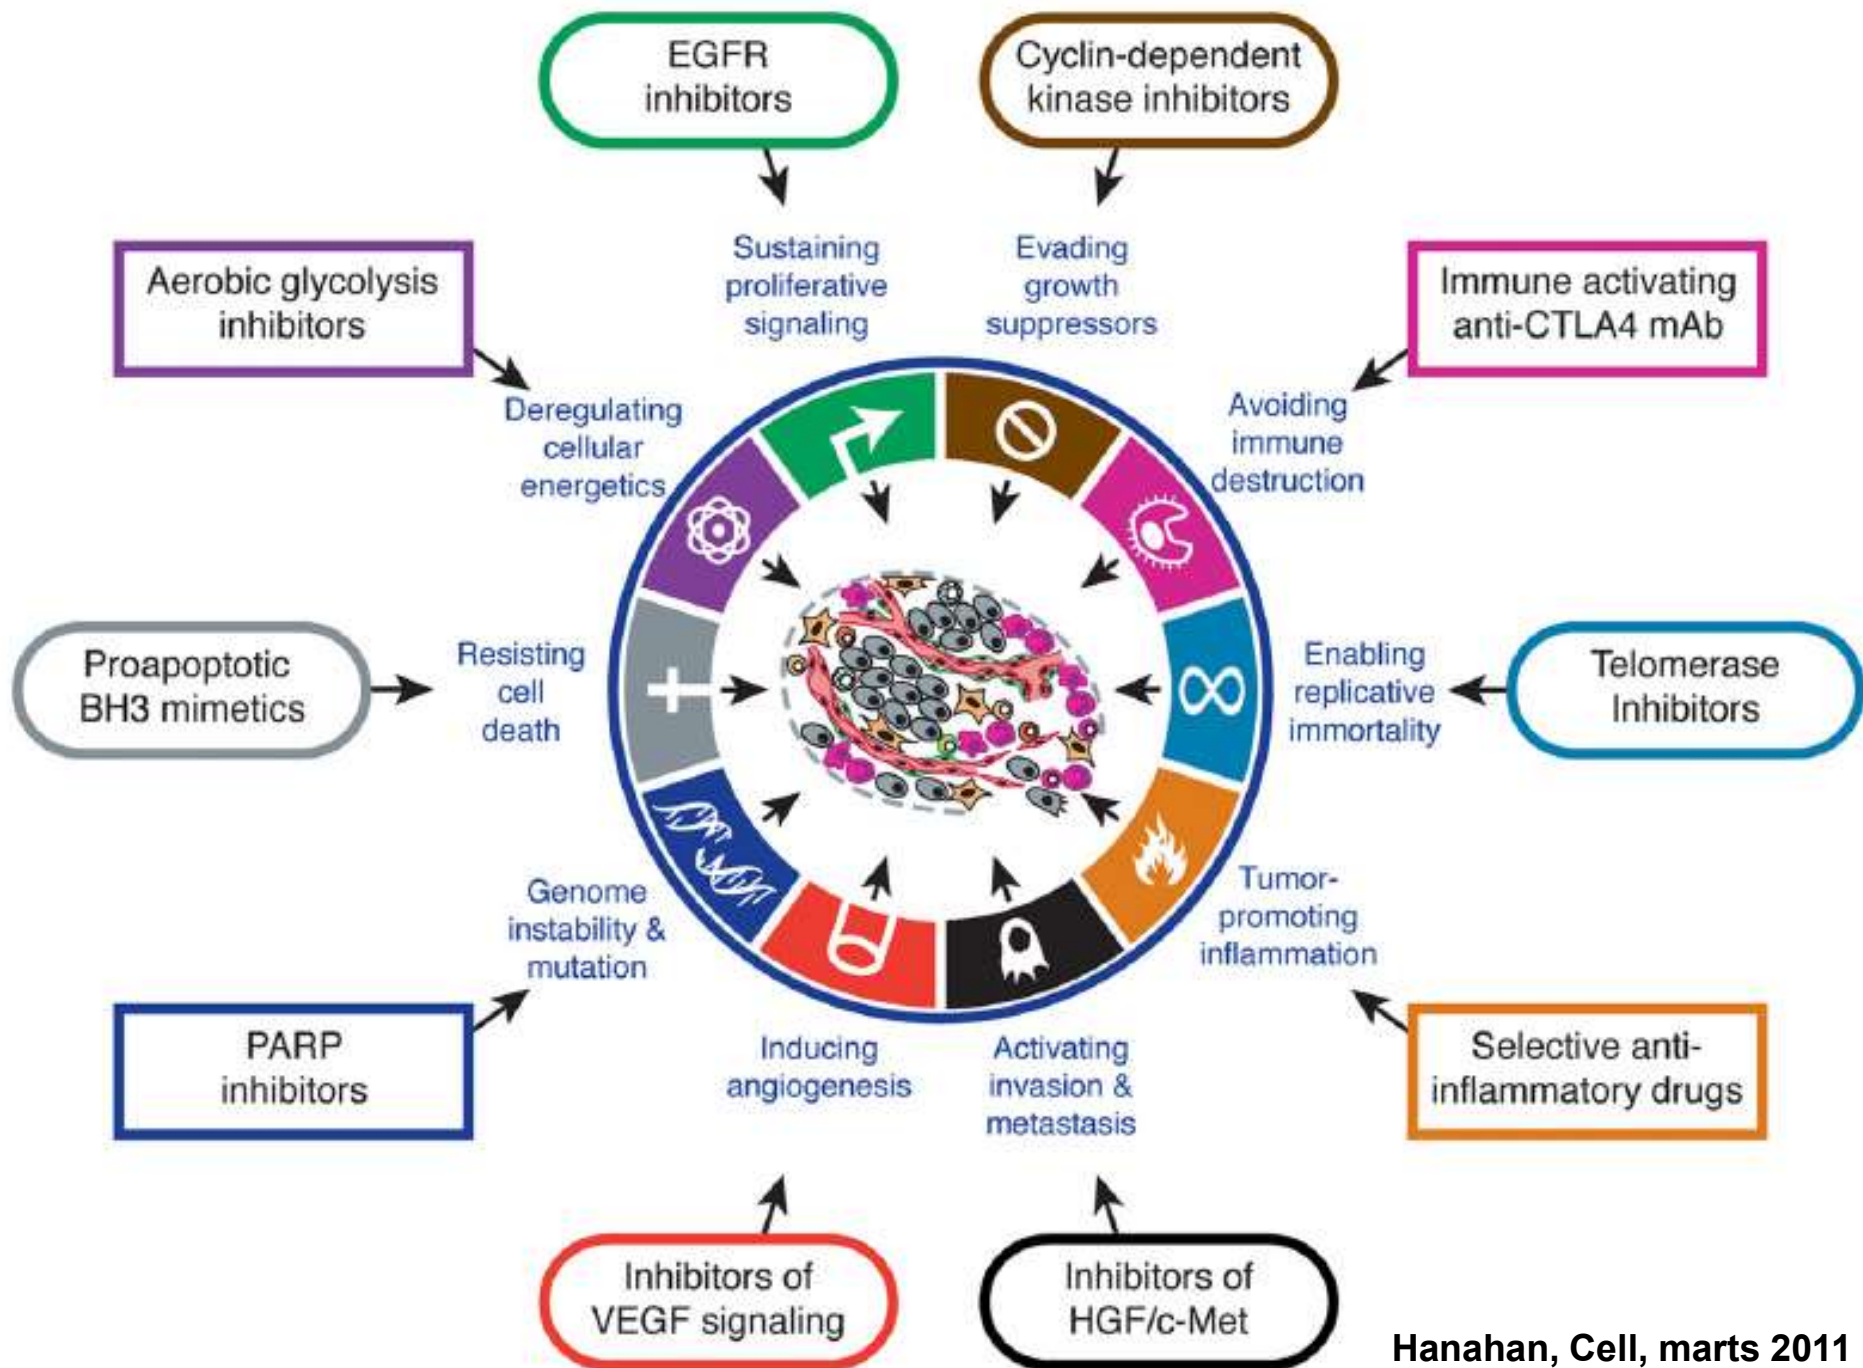 EGFR
inhibitors
Cyclin-dependent
kinase inhibitors
Sustaining
proliferative
signaling
Evading
growth
suppressors
Aerobic glycolysis
inhibitors
Immune activating
anti-CTLA4 mAb
Deregulating
cellular
energetics
Avoiding
immune
destruction
Proapoptotic
BH3 mimetics
Resisting
cell
death
Enabling
replicative
immortality
Telomerase
Inhibitors
Genome
instability &
mutation
Tumor-
promoting
inflammation
PARP
inhibitors
Inducing
angiogenesis
Activating
invasion &
metastasis
Selective anti-
inflammatory drugs
Inhibitors of
VEGF signaling
Inhibitors of
HGF/c-Met
Hanahan, Cell, marts 2011